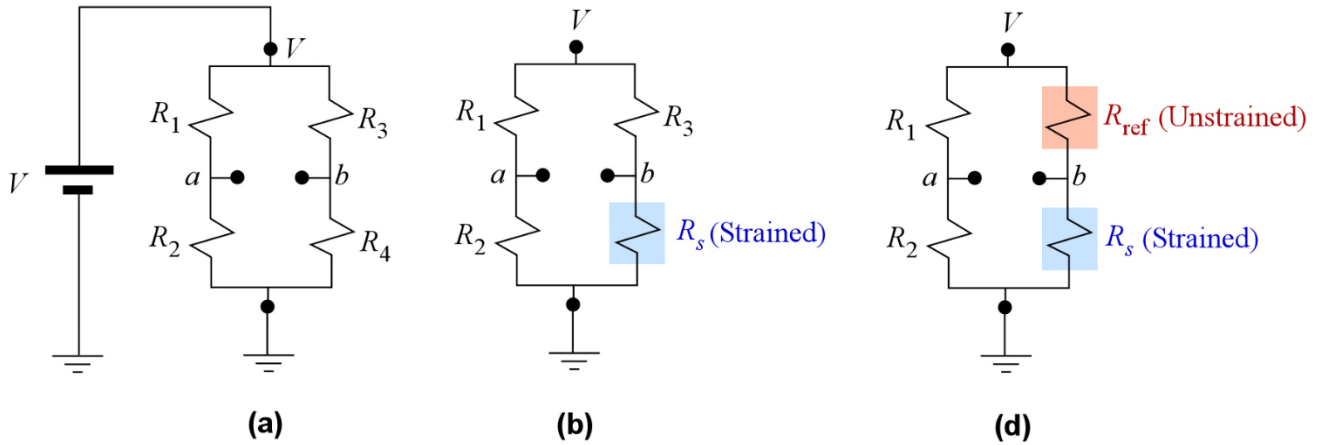 V
V
R1
R3
a
b
R2
R4
(a)
V
R1
R3
a
b
R2
Rs (Strained)
(b)
V
R1
Rref (Unstrained)
a
b
R2
Rs (Strained)
(d)